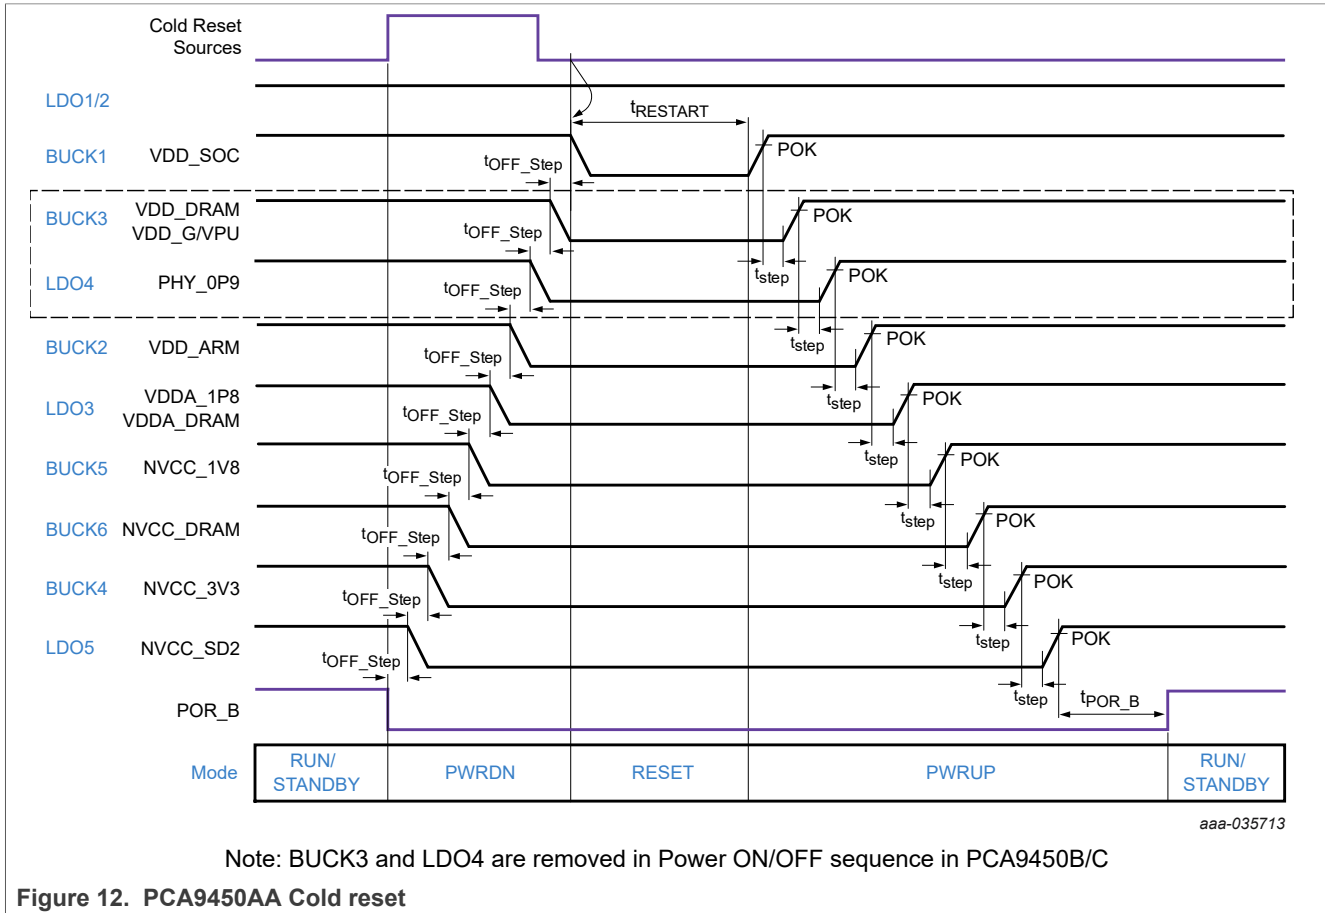 Cold Reset
Sources
LDO1/2
tRESTART
BUCK1 VDD_SOC
POK
tOFF_Step
BUCK3 VDD_DRAM
VDD_G/VPU
POK
tOFF_Step
tstep
LDO4 PHY_0P9
POK
tOFF_Step
tstep
BUCK2 VDD_ARM
POK
tOFF_Step
tstep
LDO3 VDDA_1P8
VDDA_DRAM
POK
tOFF_Step
tstep
BUCK5 NVCC_1V8
POK
tOFF_Step
tstep
BUCK6 NVCC_DRAM
POK
tOFF_Step
tstep
BUCK4 NVCC_3V3
POK
tOFF_Step
tstep
LDO5 NVCC_SD2
POK
tOFF_Step
tstep
tPOR_B
POR_B
Mode
RUN/
STANDBY
PWRDN
RESET
PWRUP
RUN/
STANDBY
aaa-035713
Note: BUCK3 and LDO4 are removed in Power ON/OFF sequence in PCA9450B/C
Figure 12. PCA9450AA Cold reset